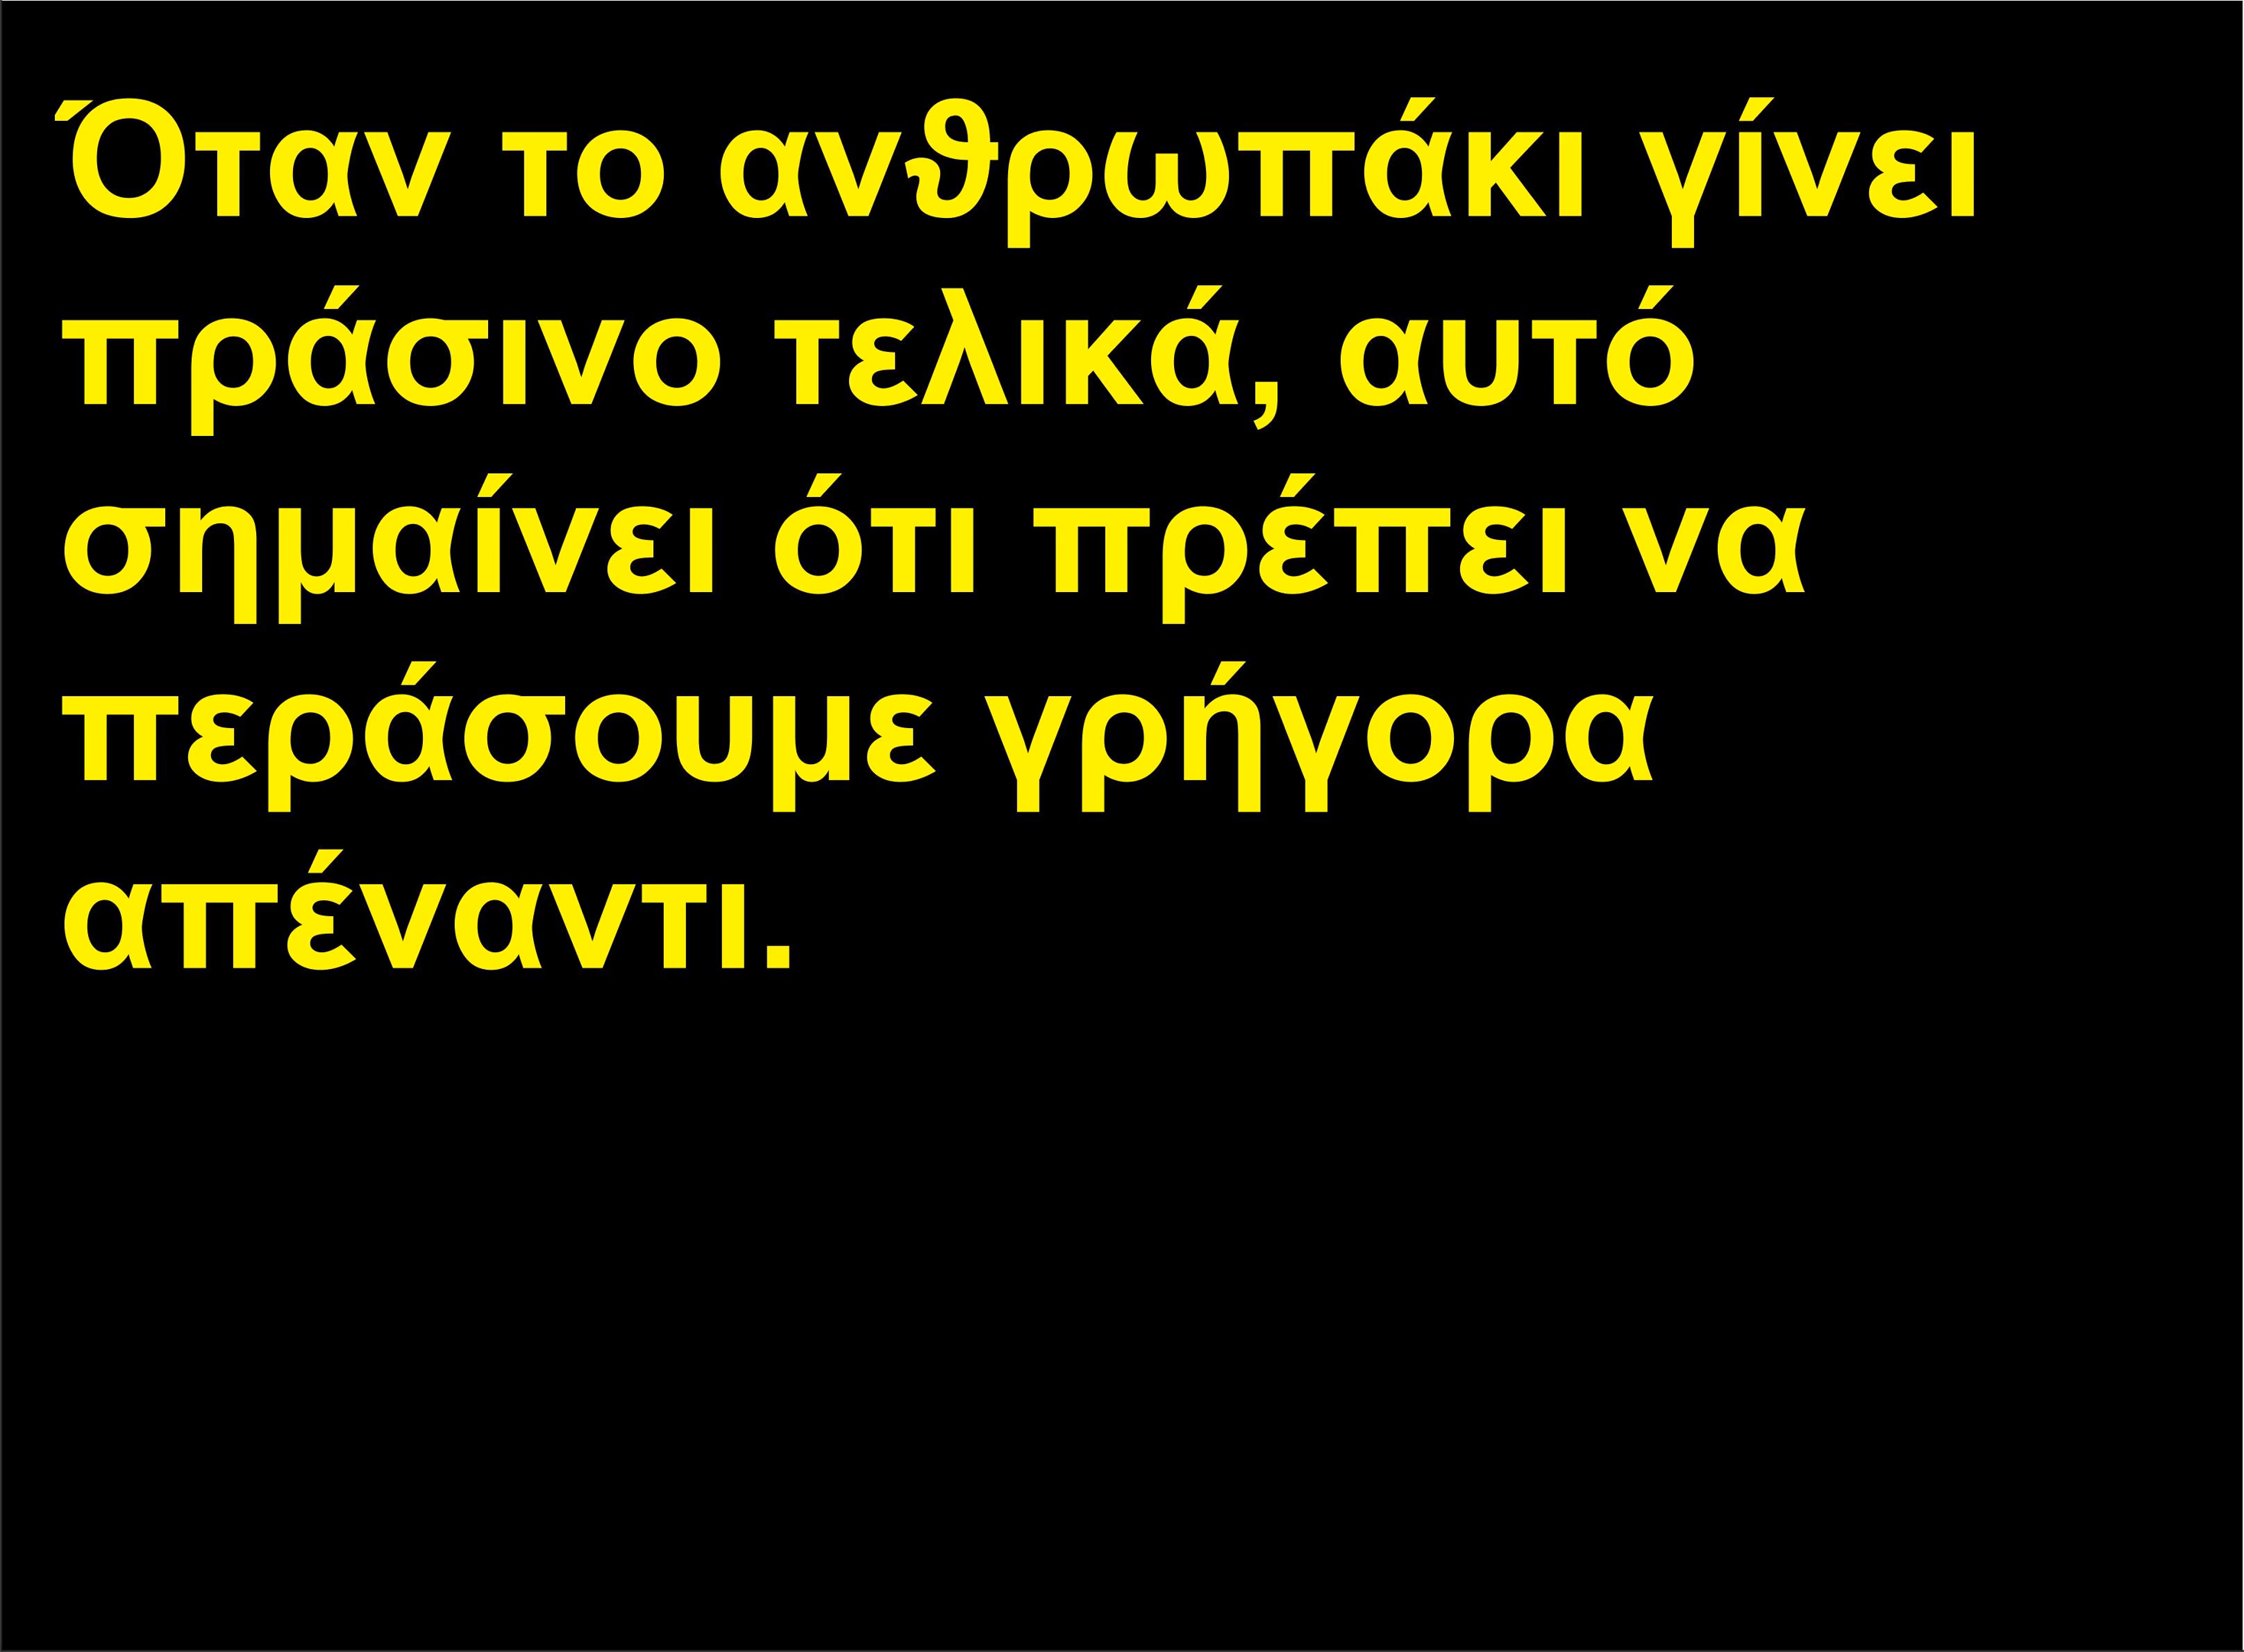 Όταν το ανϑρωπάκι γίνει
πράσινο τελικά, αυτό
σημαίνει ότι πρέπει να
περάσουμε γρήγορα
απέναντι.